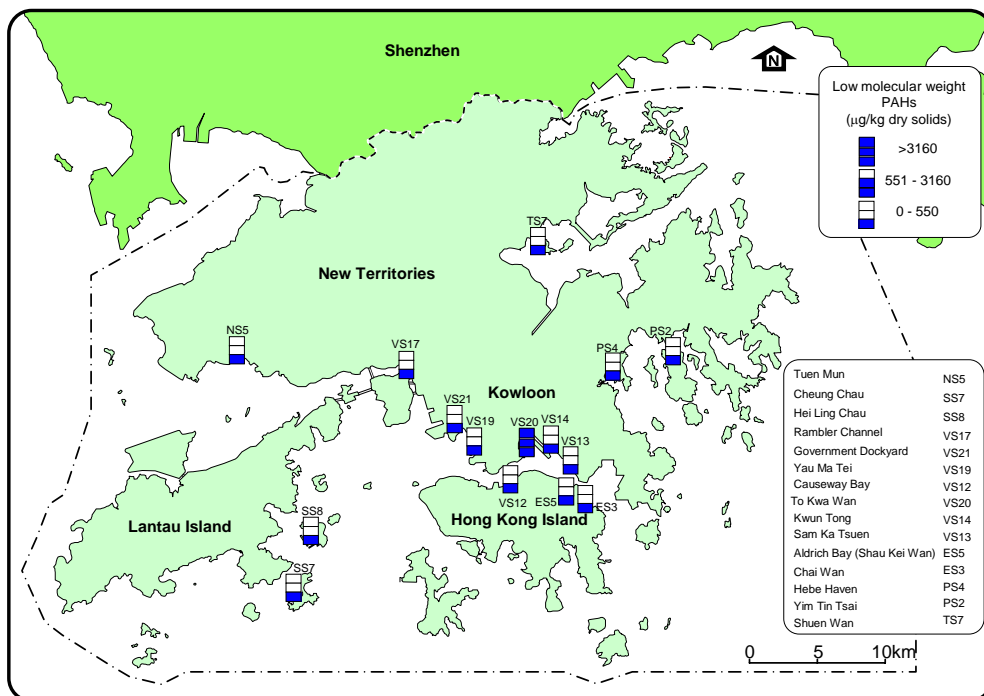 Shenzhen
N
Low molecular weight
PAHs
(µg/kg dry solids)
>3160
551 - 3160
0 - 550
TS7
New Territories
NS5
VS17
PS4
PS2
Kowloon
VS21
VS19
VS20
VS14
VS13
VS12
ES5
ES3
Hong Kong Island
Lantau Island
SS8
SS7
Tuen Mun NS5
Cheung Chau SS7
Hei Ling Chau SS8
Rambler Channel VS17
Government Dockyard VS21
Yau Ma Tei VS19
Causeway Bay VS12
To Kwa Wan VS20
Kwun Tong VS14
Sam Ka Tsuen VS13
Aldrich Bay (Shau Kei Wan) ES5
Chai Wan ES3
Hebe Haven PS4
Yim Tin Tsai PS2
Shuen Wan TS7
0 5 10km